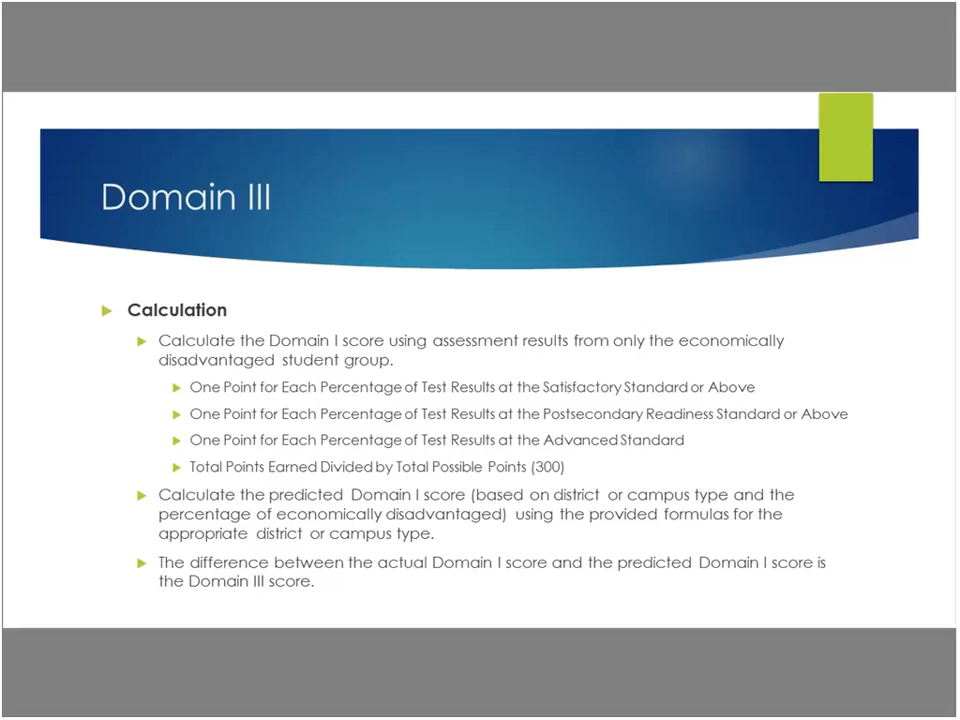 Domain III
Calculation
Calculate the Domain I score using assessment results from only the economically
disadvantaged student group.
One Point for Each Percentage of Test Results at the Satisfactory Standard or Above
One Point for Each Percentage of Test Results at the Postsecondary Readiness Standard or Above
One Point for Each Percentage of Test Results at the Advanced Standard
Total Points Earned Divided by Total Possible Points (300)
Calculate the predicted Domain I score (based on district or campus type and the
percentage of economically disadvantaged) using the provided formulas for the
appropriate district or campus type.
The difference between the actual Domain I score and the predicted Domain I score is
the Domain III score.